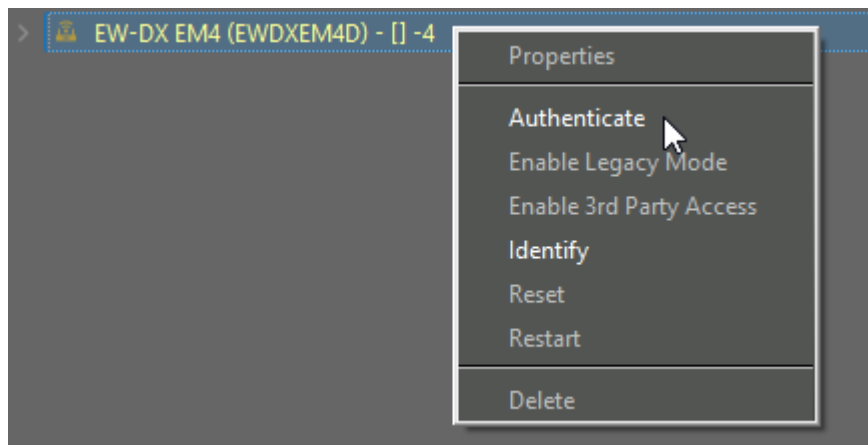 EW-DX EM4 (EWDXEM4D) - [] -4
Properties
Authenticate
Enable Legacy Mode
Enable 3rd Party Access
Identify
Reset
Restart
Delete